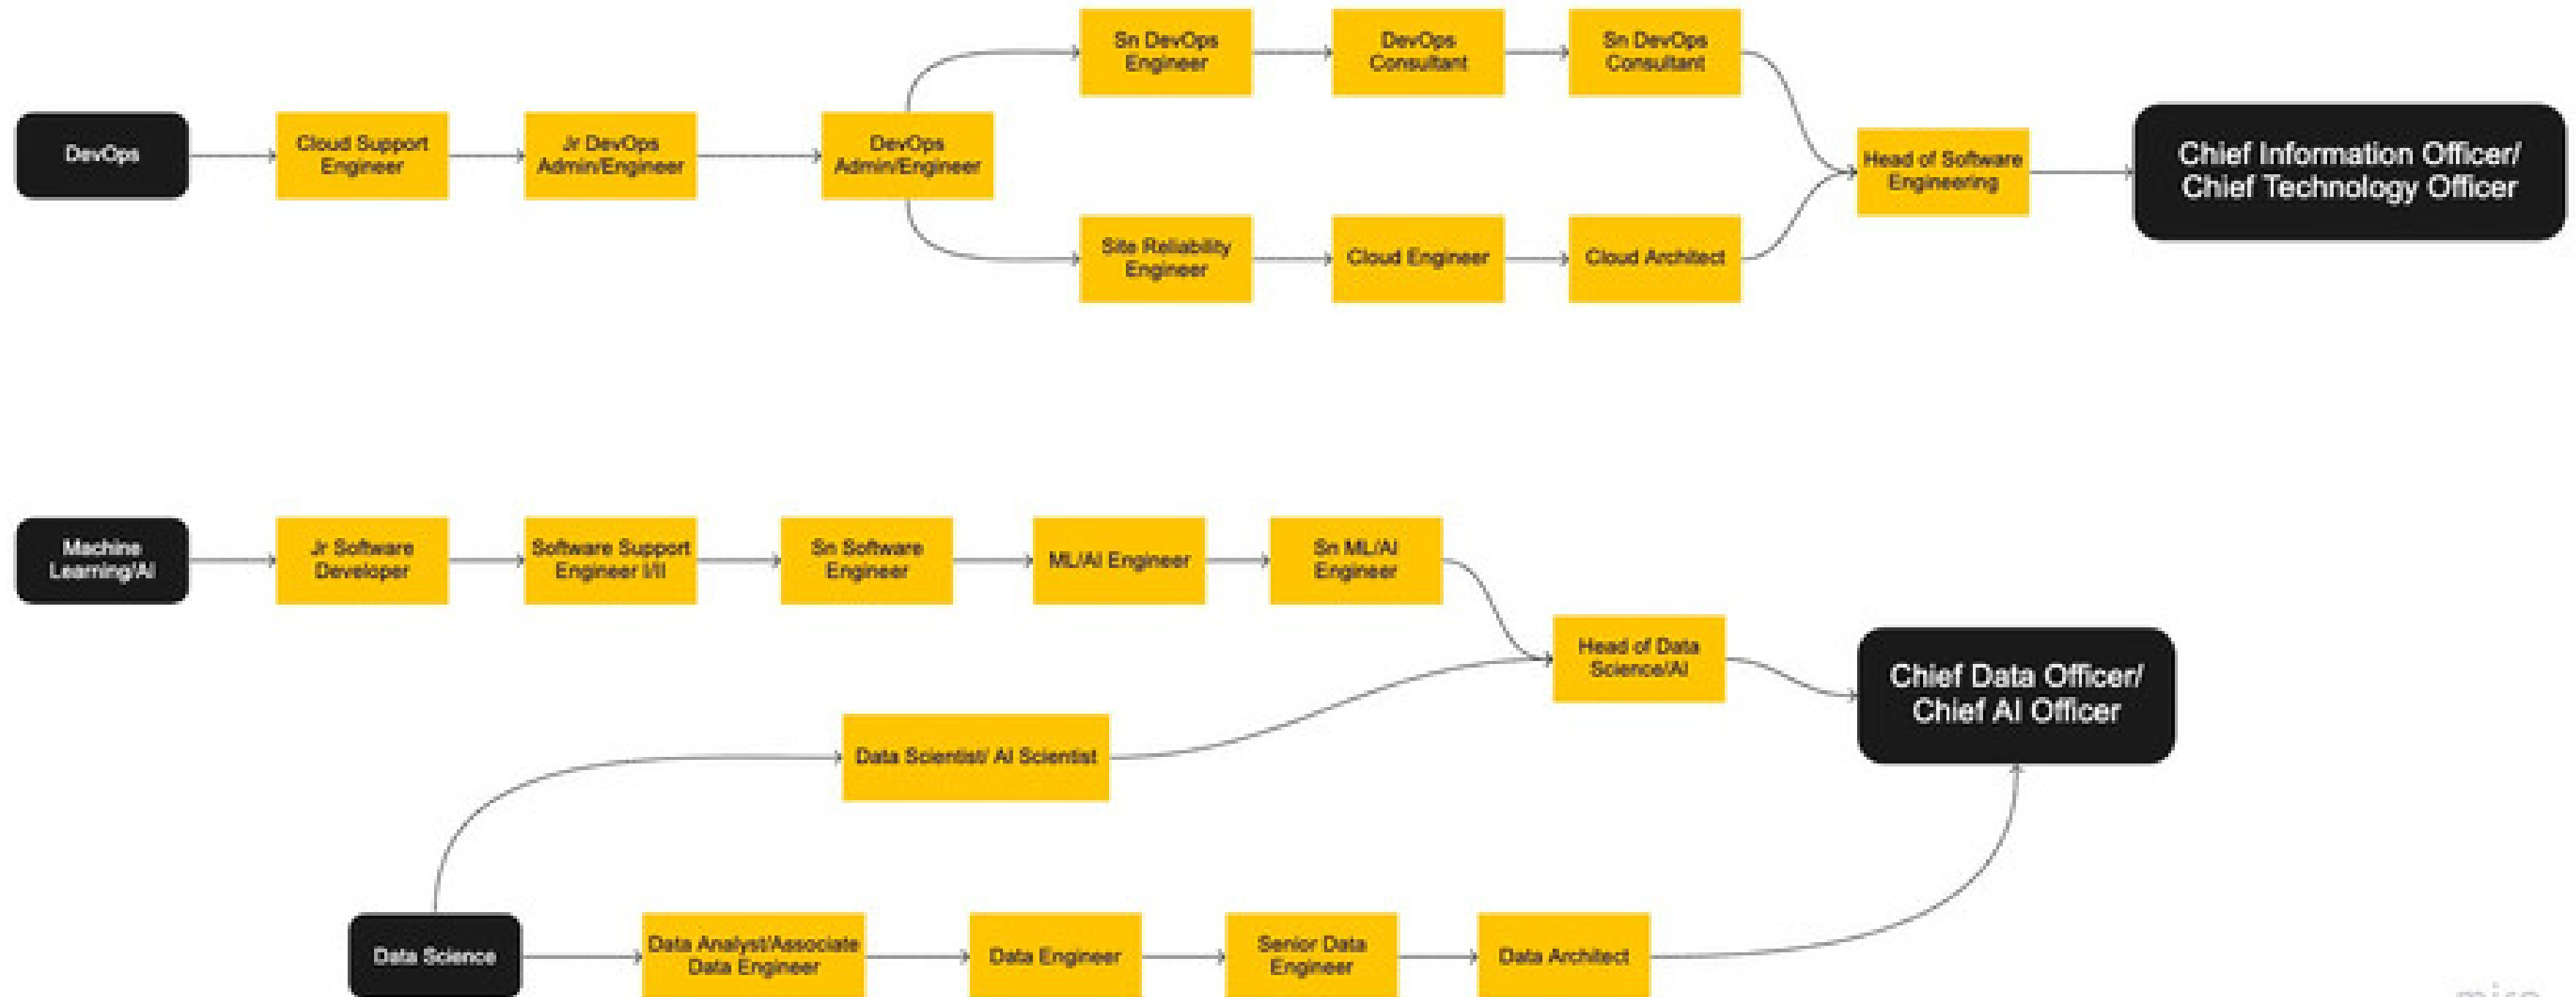 Sn DevOps
Engineer
DevOps
Consultant
Sn DevOps
Consultant
DevOps
Cloud Support
Engineer
Jr DevOps
Admin/Engineer
DevOps
Admin/Engineer
Head of Software
Engineering
Chief Information Officer/
Chief Technology Officer
Site Reliability
Engineer
Cloud Engineer
Cloud Architect
Machine
Learning/AI
Jr Software
Developer
Software Support
Engineer I/II
Sn Software
Engineer
ML/AI Engineer
Sn ML/AI
Engineer
Head of Data
Science/AI
Chief Data Officer/
Chief AI Officer
Data Scientist/ AI Scientist
Data Science
Data Analyst/Associate
Data Engineer
Data Engineer
Senior Data
Engineer
Data Architect
miro